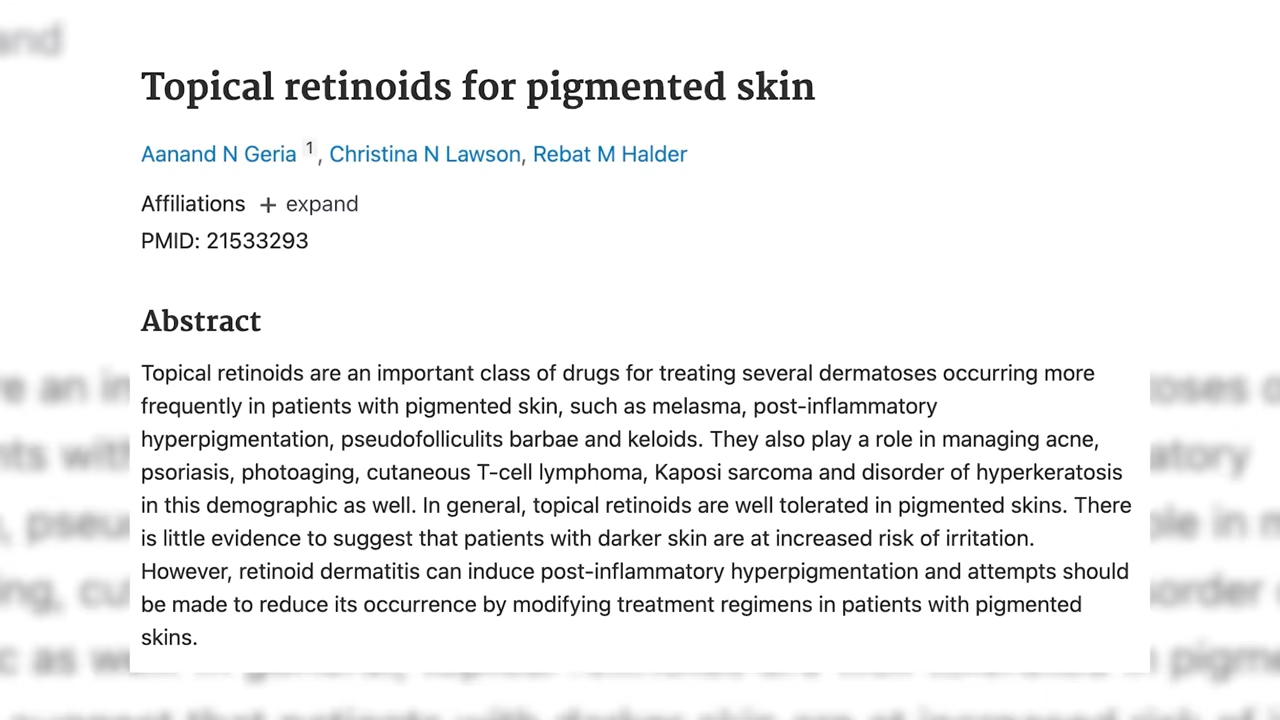 and
Topical retinoids for pigmented skin
Aanand N Geria 1, Christina N Lawson, Rebat M Halder
Affiliations + expand
PMID: 21533293
Abstract
Topical retinoids are an important class of drugs for treating several dermatoses occurring more
frequently in patients with pigmented skin, such as melasma, post-inflammatory
hyperpigmentation, pseudofolliculits barbae and keloids. They also play a role in managing acne,
psoriasis, photoaging, cutaneous T-cell lymphoma, Kaposi sarcoma and disorder of hyperkeratosis
in this demographic as well. In general, topical retinoids are well tolerated in pigmented skins. There
is little evidence to suggest that patients with darker skin are at increased risk of irritation.
However, retinoid dermatitis can induce post-inflammatory hyperpigmentation and attempts should
be made to reduce its occurrence by modifying treatment regimens in patients with pigmented
skins.